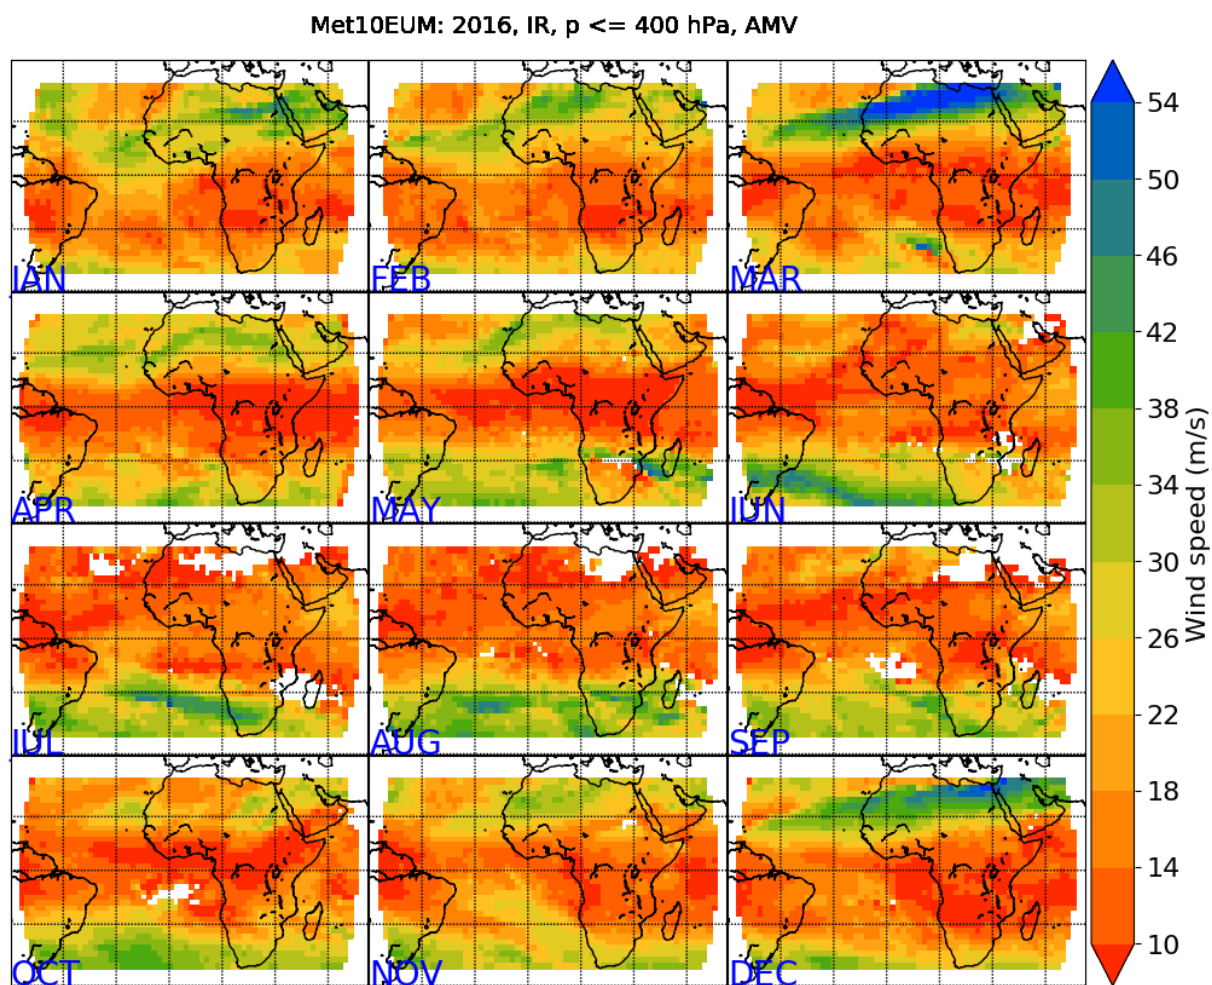 Met10EUM: 2016, IR, p <= 400 hPa, AMV
JAN
FEB
MAR
APR
MAY
JUN
JUL
AUG
SEP
OCT
NOV
DEC
54
50
46
42
38
34
30
26
22
18
14
10
Wind speed (m/s)